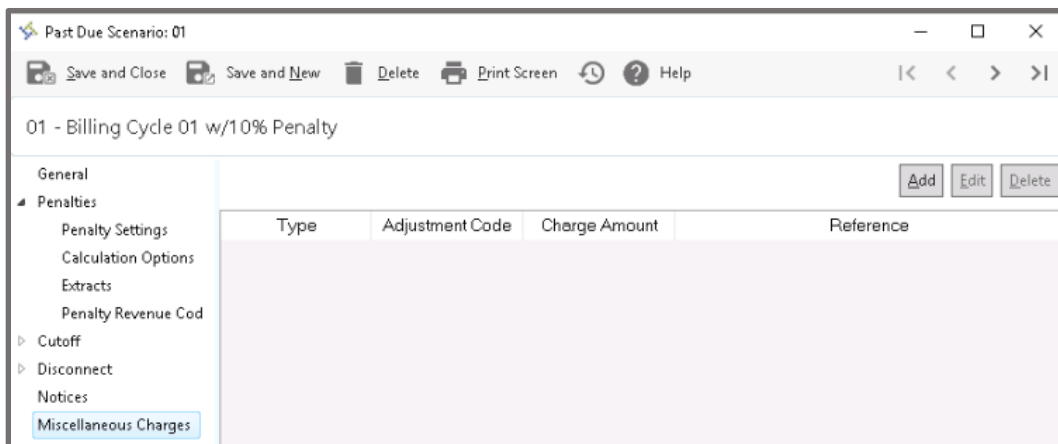 Past Due Scenario: 01
Save and Close Save and New Delete Print Screen Help
01 - Billing Cycle 01 w/10% Penalty
General
Penalties
Penalty Settings
Calculation Options
Extracts
Penalty Revenue Cod
Cutoff
Disconnect
Notices
Miscellaneous Charges
Add Edit Delete
Type Adjustment Code Charge Amount Reference